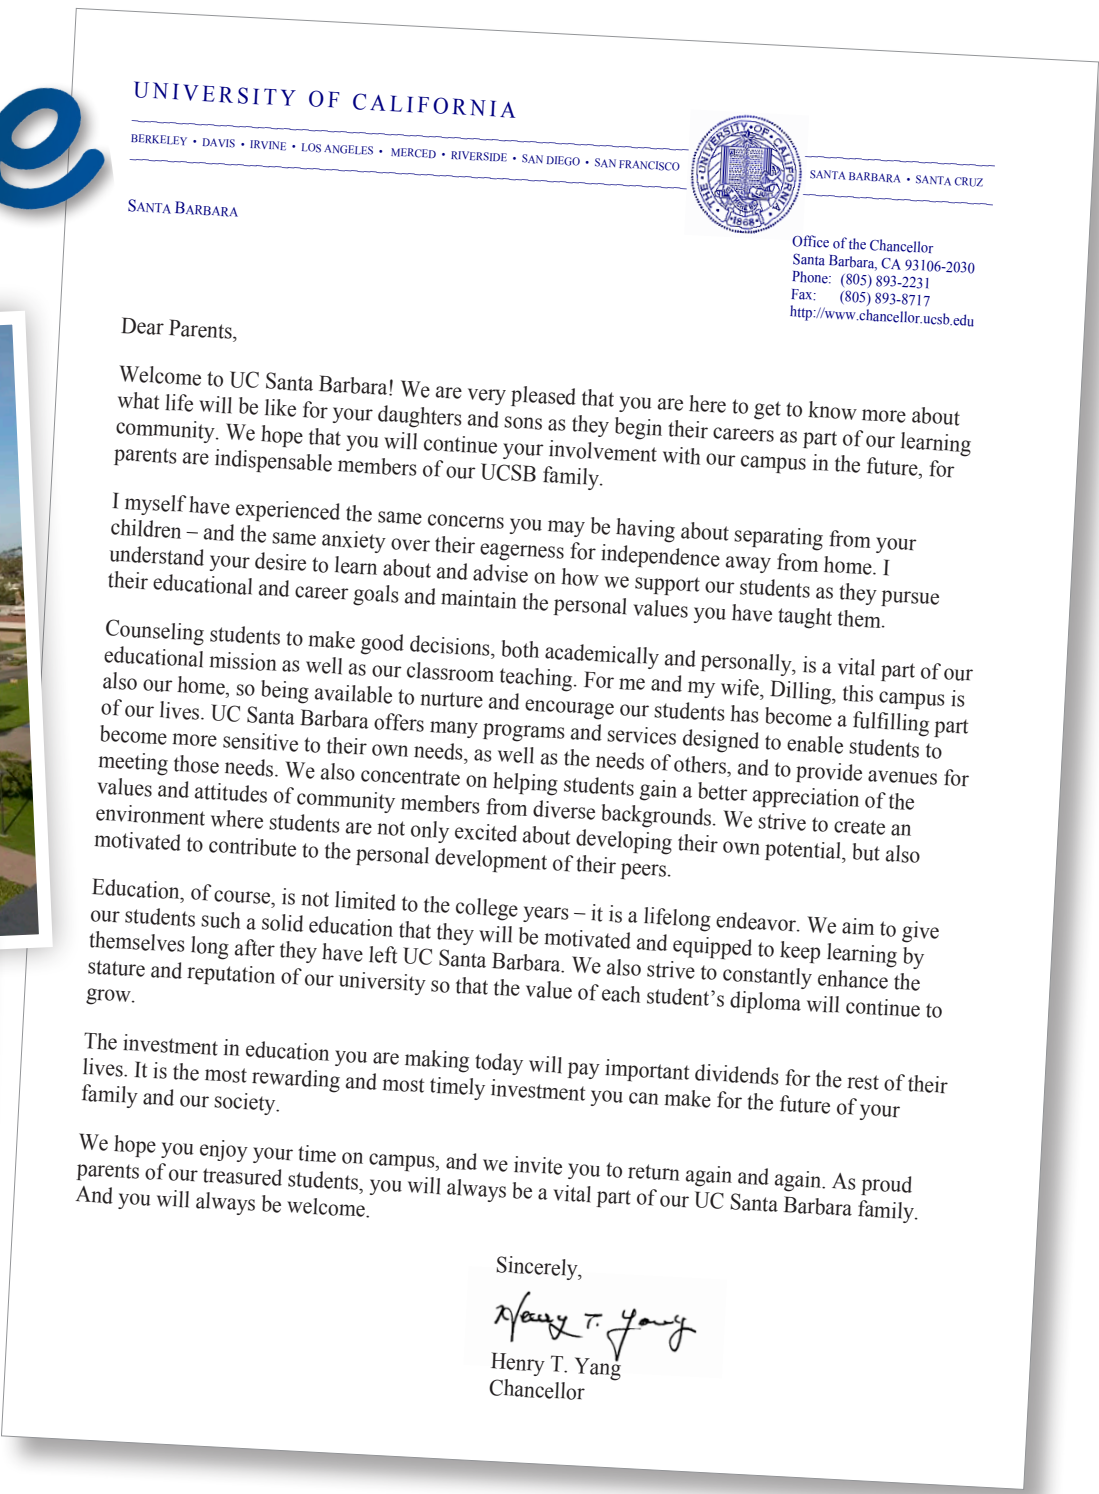 e
UNIVERSITY OF CALIFORNIA
BERKELEY • DAVIS • IRVINE • LOS ANGELES • MERCED • RIVERSIDE • SAN DIEGO • SAN FRANCISCO
THE • UNIVERSITY • OF • CALIFORNIA •
• 1868 •
SANTA BARBARA • SANTA CRUZ
SANTA BARBARA
Office of the Chancellor
Santa Barbara, CA 93106-2030
Phone: (805) 893-2231
Fax: (805) 893-8717
http://www.chancellor.ucsb.edu
Dear Parents,
Welcome to UC Santa Barbara! We are very pleased that you are here to get to know more about
what life will be like for your daughters and sons as they begin their careers as part of our learning
community. We hope that you will continue your involvement with our campus in the future, for
parents are indispensable members of our UCSB family.
I myself have experienced the same concerns you may be having about separating from your
children – and the same anxiety over their eagerness for independence away from home. I
understand your desire to learn about and advise on how we support our students as they pursue
their educational and career goals and maintain the personal values you have taught them.
Counseling students to make good decisions, both academically and personally, is a vital part of our
educational mission as well as our classroom teaching. For me and my wife, Dilling, this campus is
also our home, so being available to nurture and encourage our students has become a fulfilling part
of our lives. UC Santa Barbara offers many programs and services designed to enable students to
become more sensitive to their own needs, as well as the needs of others, and to provide avenues for
meeting those needs. We also concentrate on helping students gain a better appreciation of the
values and attitudes of community members from diverse backgrounds. We strive to create an
environment where students are not only excited about developing their own potential, but also
motivated to contribute to the personal development of their peers.
Education, of course, is not limited to the college years – it is a lifelong endeavor. We aim to give
our students such a solid education that they will be motivated and equipped to keep learning by
themselves long after they have left UC Santa Barbara. We also strive to constantly enhance the
stature and reputation of our university so that the value of each student’s diploma will continue to
grow.
The investment in education you are making today will pay important dividends for the rest of their
lives. It is the most rewarding and most timely investment you can make for the future of your
family and our society.
We hope you enjoy your time on campus, and we invite you to return again and again. As proud
parents of our treasured students, you will always be a vital part of our UC Santa Barbara family.
And you will always be welcome.
Sincerely,
Henry T. Yang
Henry T. Yang
Chancellor